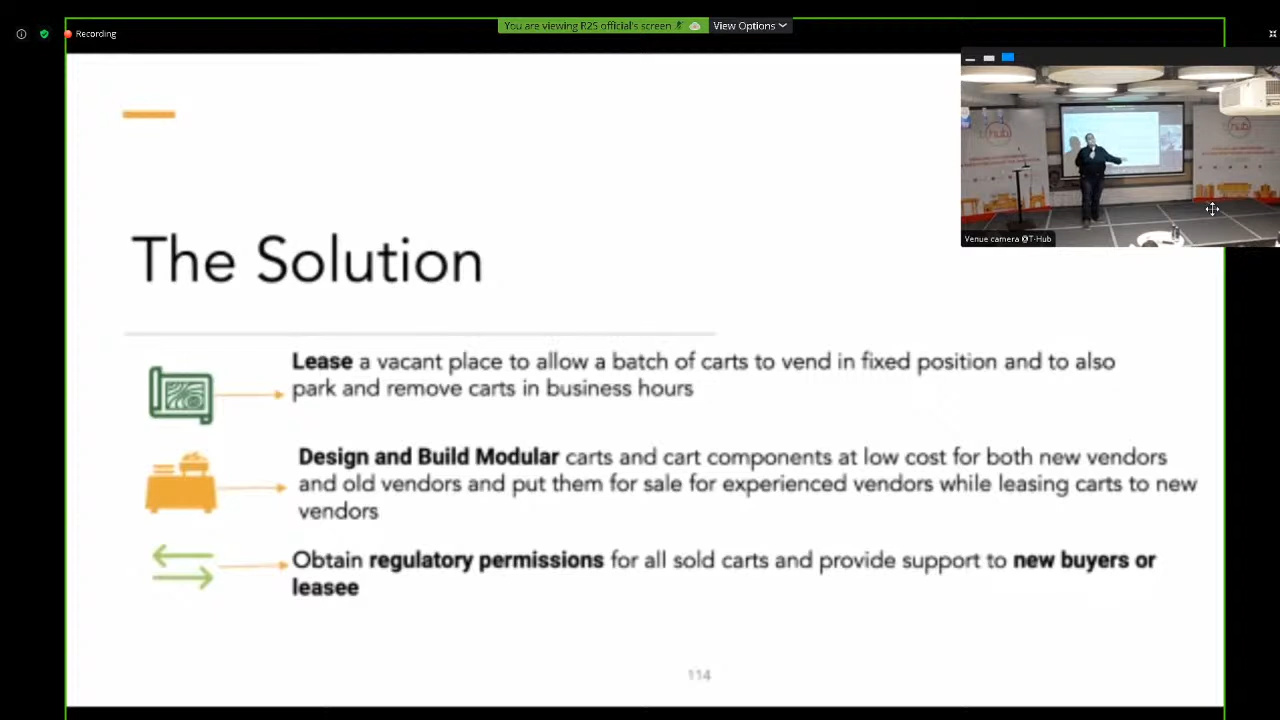 You are viewing R2S official's screen
View Options
Recording
hub
hub
Venue camera @T-Hub
The Solution
Lease a vacant place to allow a batch of carts to vend in fixed position and to also
park and remove carts in business hours
Design and Build Modular carts and cart components at low cost for both new vendors
and old vendors and put them for sale for experienced vendors while leasing carts to new
vendors
Obtain regulatory permissions for all sold carts and provide support to new buyers or
leasee
114